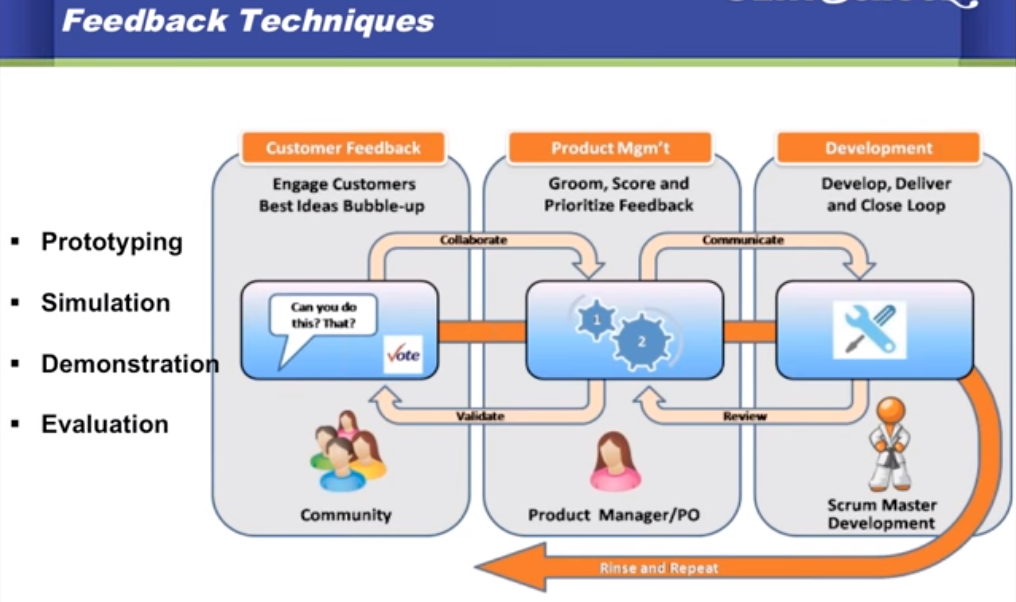 Feedback Techniques
▪ Prototyping
▪ Simulation
▪ Demonstration
▪ Evaluation
Customer Feedback
Engage Customers
Best Ideas Bubble-up
Collaborate
Can you do
this? That?
Vote
Validate
Community
Product Mgm't
Groom, Score and
Prioritize Feedback
Communicate
1
2
Review
Product Manager/PO
Development
Develop, Deliver
and Close Loop
Scrum Master
Development
Rinse and Repeat